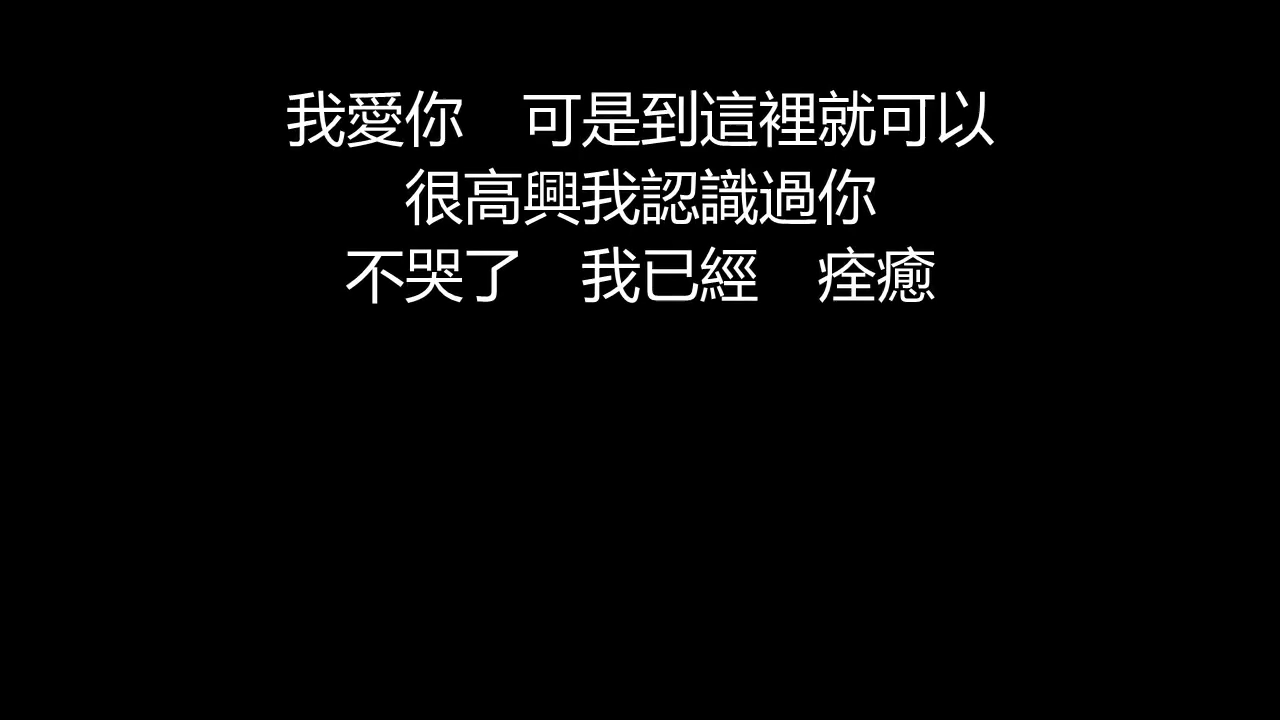 我愛你　可是到這裡就可以
很高興我認識過你
不哭了　我已經　痊癒